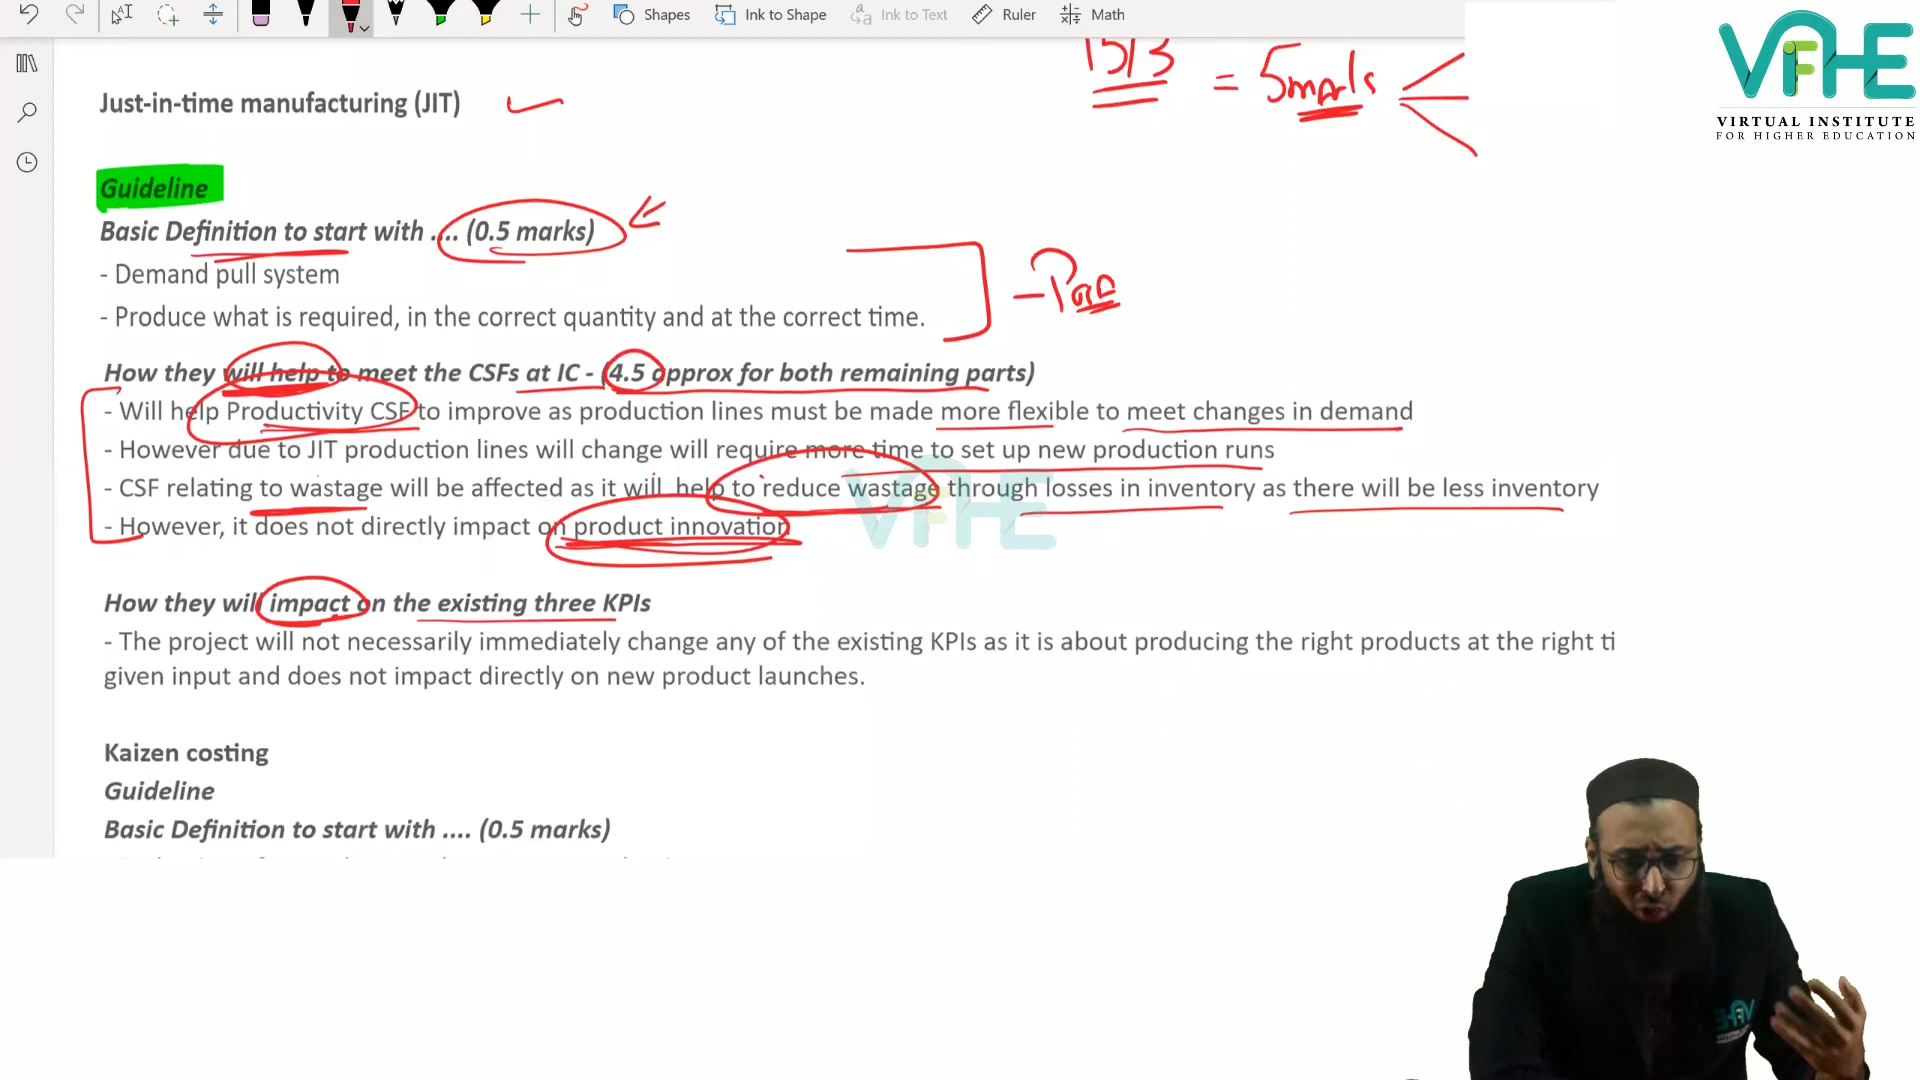 Shapes Ink to Shape Ink to Text Ruler Math
VIFHE
VIRTUAL INSTITUTE
FOR HIGHER EDUCATION
15/3 = 5 marks
Just-in-time manufacturing (JIT)
Guideline
Basic Definition to start with .... (0.5 marks)
- Demand pull system
- Produce what is required, in the correct quantity and at the correct time.
How they will help to meet the CSFs at IC - (4.5 approx for both remaining parts)
- Will help Productivity CSF to improve as production lines must be made more flexible to meet changes in demand
- However due to JIT production lines will change will require more time to set up new production runs
- CSF relating to wastage will be affected as it will help to reduce wastage through losses in inventory as there will be less inventory
- However, it does not directly impact on product innovation
How they will impact on the existing three KPIs
- The project will not necessarily immediately change any of the existing KPIs as it is about producing the right products at the right ti
given input and does not impact directly on new product launches.
Kaizen costing
Guideline
Basic Definition to start with .... (0.5 marks)